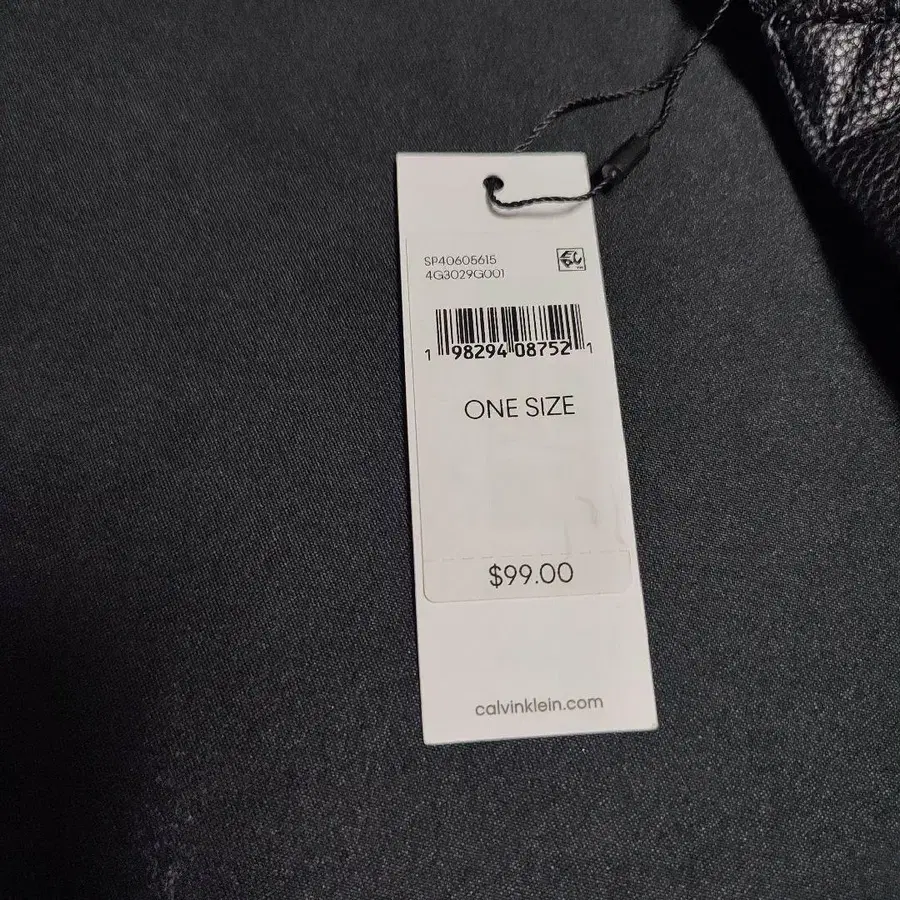 SP40605615
4G3029G001
1 98294 08752 1
ONE SIZE
$99.00
calvinklein.com